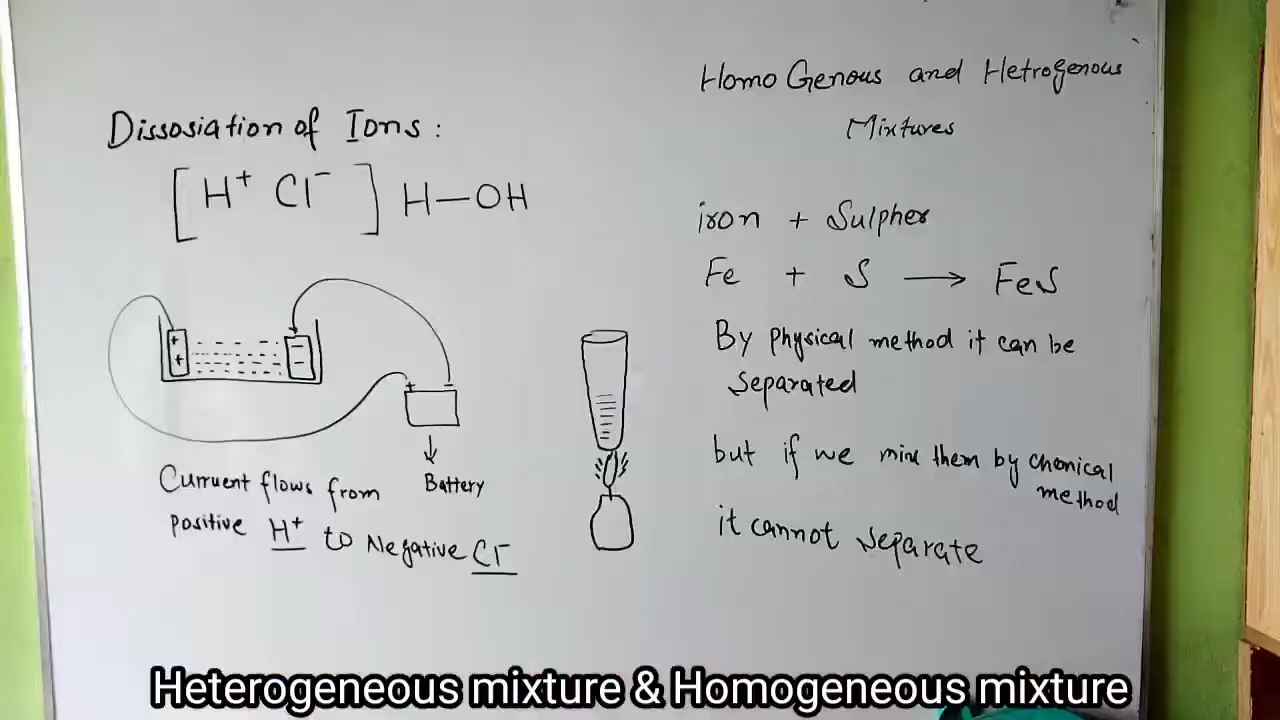 Dissosiation of Ions:
[H⁺ Cl⁻] H—OH
+
+
−
+ −
Battery
Curruent flows from
positive H⁺ to Negative Cl⁻
Homo Genous and Hetrogenous
Mixtures
iron + Sulpher
Fe + S → FeS
By physical method it can be
separated
but if we mix them by chemical
method
it cannot separate
Heterogeneous mixture & Homogeneous mixture